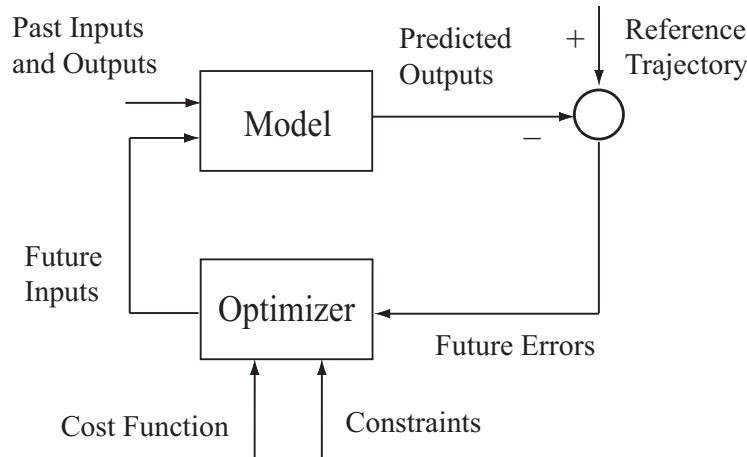 Past Inputs
and Outputs
Predicted
Outputs
+
Reference
Trajectory
Model
−
Future
Inputs
Optimizer
Future Errors
Cost Function
Constraints